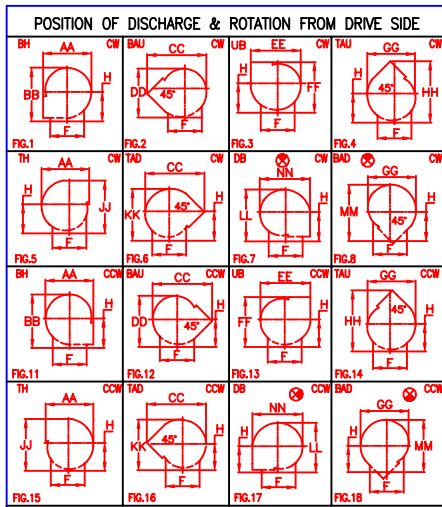 POSITION OF DISCHARGE & ROTATION FROM DRIVE SIDE
BH AA CW
BB H
F
FIG.1
BAU CC CW
DD 45° H
F
FIG.2
UB EE CW
H FF
F
FIG.3
TAU GG CW
45° HH
H
F
FIG.4
TH AA CW
H JJ
F
FIG.5
TAD CC CW
KK 45° H
F
FIG.6
DB CW
NN
LL H
F
FIG.7
BAD CW
GG
MM 45° H
F
FIG.8
BH AA CCW
BB H
F
FIG.11
BAU CC CCW
DD 45° H
F
FIG.12
UB EE CCW
FF H
F
FIG.13
TAU GG CCW
HH 45° H
F
FIG.14
TH AA CCW
JJ H
F
FIG.15
TAD CC CCW
KK 45° H
F
FIG.16
DB CCW
NN
H LL
F
FIG.17
BAD CCW
GG
H 45° MM
F
FIG.18